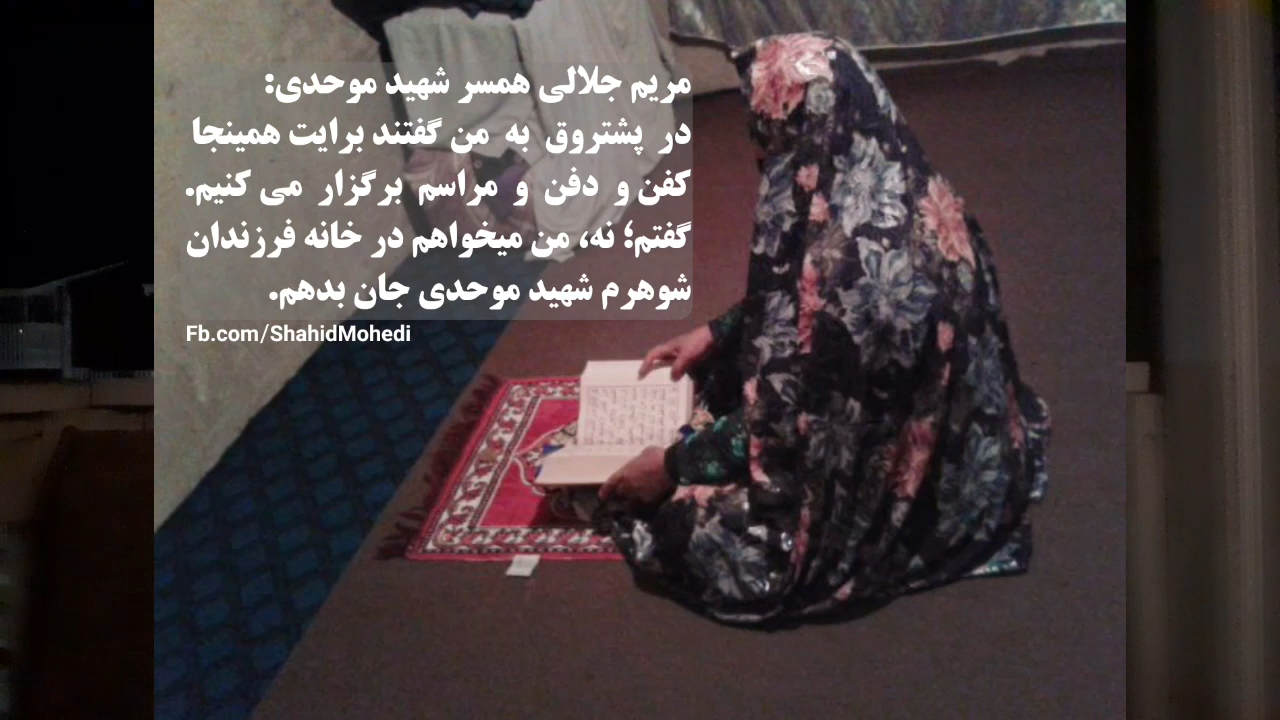 مریم جلالی همسر شهید موحدی:
در پشتروق به من گفتند برایت همینجا
کفن و دفن و مراسم برگزار می کنیم.
گفتم؛ نه، من میخواهم در خانه فرزندان
شوهرم شهید موحدی جان بدهم.
Fb.com/ShahidMohedi